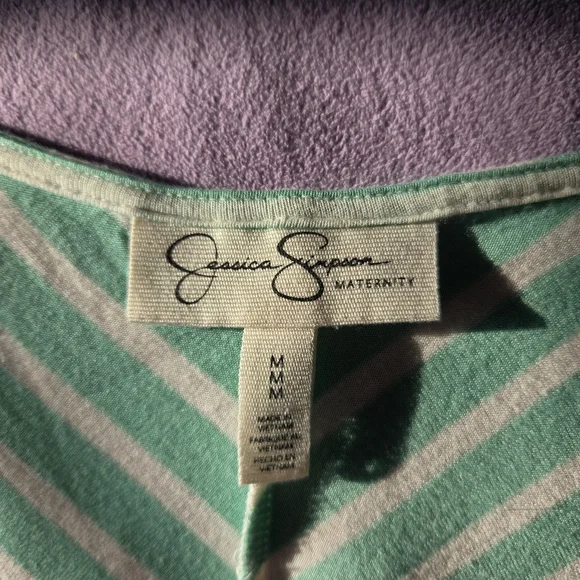 Jessica Simpson
MATERNITY
M
M
M
MADE IN
VIETNAM
FABRIQUÉ AU
VIETNAM
HECHO EN
VIETNAM